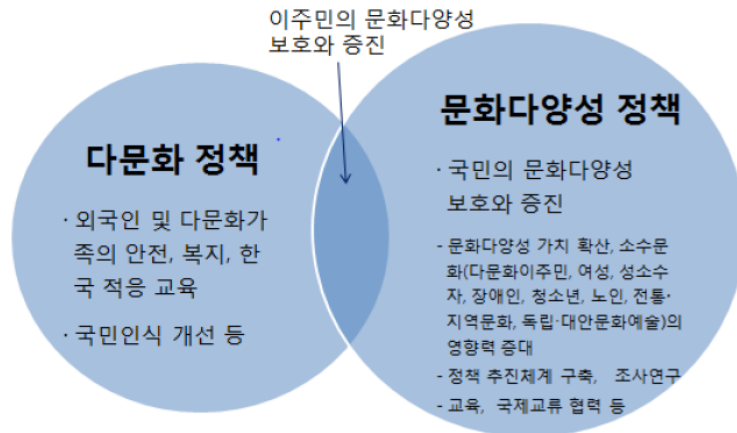 이주민의 문화다양성
보호와 증진
다문화 정책
· 외국인 및 다문화가
족의 안전, 복지, 한
국 적응 교육
· 국민인식 개선 등
문화다양성 정책
· 국민의 문화다양성
보호와 증진
- 문화다양성 가치 확산, 소수문
화(다문화이주민, 여성, 성소수
자, 장애인, 청소년, 노인, 전통·
지역문화, 독립·대안문화예술)의
영향력 증대
- 정책 추진체계 구축, 조사연구
- 교육, 국제교류 협력 등